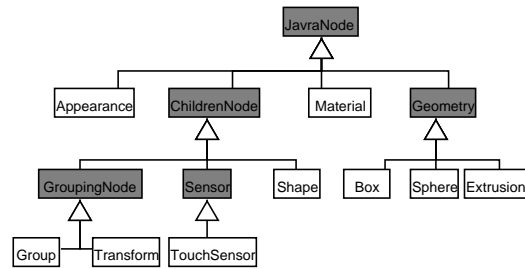 JavraNode
Appearance
ChildrenNode
Material
Geometry
GroupingNode
Sensor
Shape
Box
Sphere
Extrusion
Group
Transform
TouchSensor